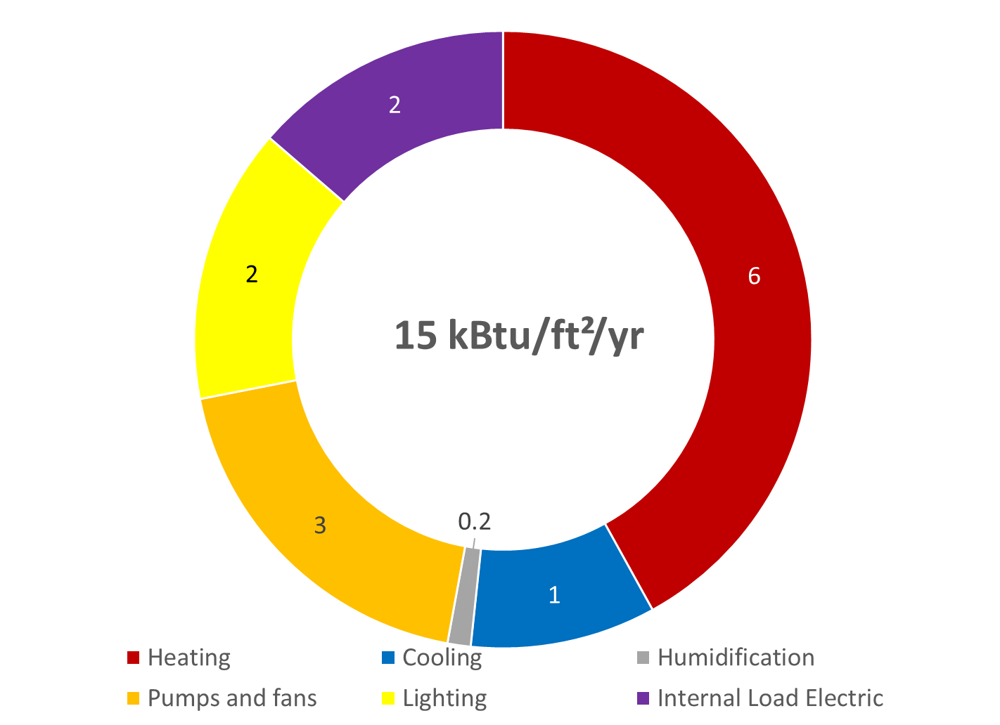 2
6
2
15 kBtu/ft²/yr
3
0.2
1
Heating
Cooling
Humidification
Pumps and fans
Lighting
Internal Load Electric